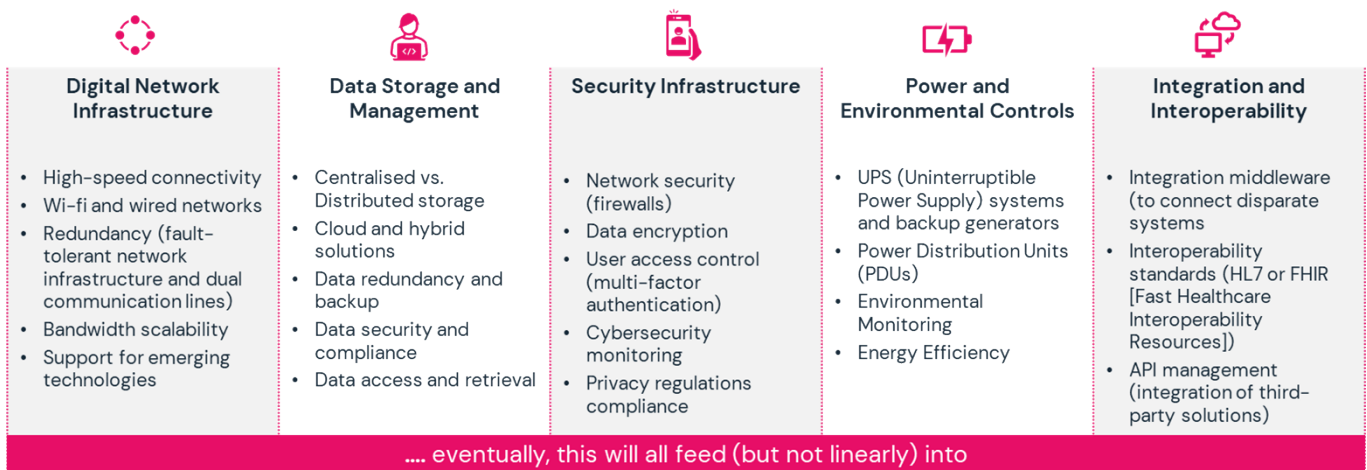 </>
Digital Network
Infrastructure
• High-speed connectivity
• Wi-fi and wired networks
• Redundancy (fault-
tolerant network
infrastructure and dual
communication lines)
• Bandwidth scalability
• Support for emerging
technologies
Data Storage and
Management
• Centralised vs.
Distributed storage
• Cloud and hybrid
solutions
• Data redundancy and
backup
• Data security and
compliance
• Data access and retrieval
Security Infrastructure
• Network security
(firewalls)
• Data encryption
• User access control
(multi-factor
authentication)
• Cybersecurity
monitoring
• Privacy regulations
compliance
Power and
Environmental Controls
• UPS (Uninterruptible
Power Supply) systems
and backup generators
• Power Distribution Units
(PDUs)
• Environmental
Monitoring
• Energy Efficiency
Integration and
Interoperability
• Integration middleware
(to connect disparate
systems
• Interoperability
standards (HL7 or FHIR
[Fast Healthcare
Interoperability
Resources])
• API management
(integration of third-
party solutions)
.... eventually, this will all feed (but not linearly) into